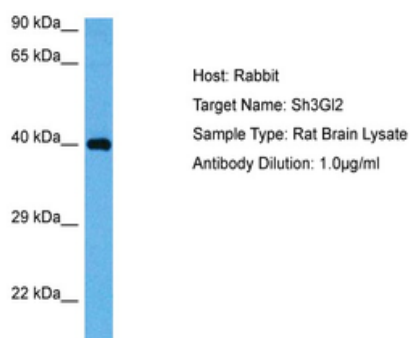 90 kDa
65 kDa
Host: Rabbit
Target Name: Sh3Gl2
40 kDa
Sample Type: Rat Brain Lysate
Antibody Dilution: 1.0µg/ml
29 kDa
22 kDa